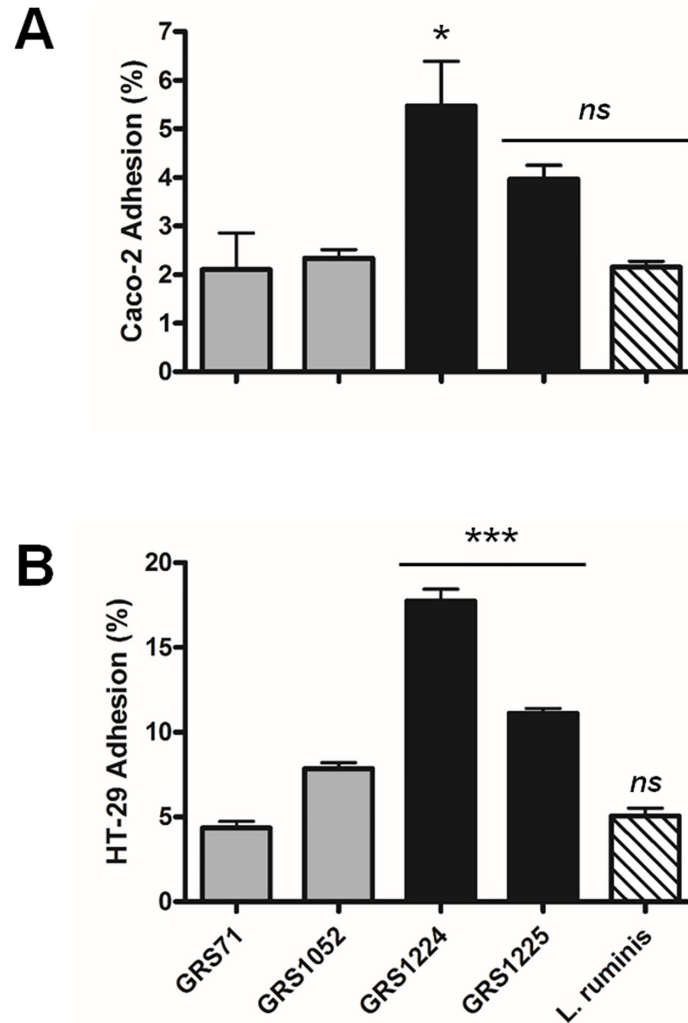 A
Caco-2 Adhesion (%)
7
6
5
4
3
2
1
0
*
ns
B
HT-29 Adhesion (%)
20
15
10
5
0
***
ns
GRS71
GRS1052
GRS1224
GRS1225
L. ruminis